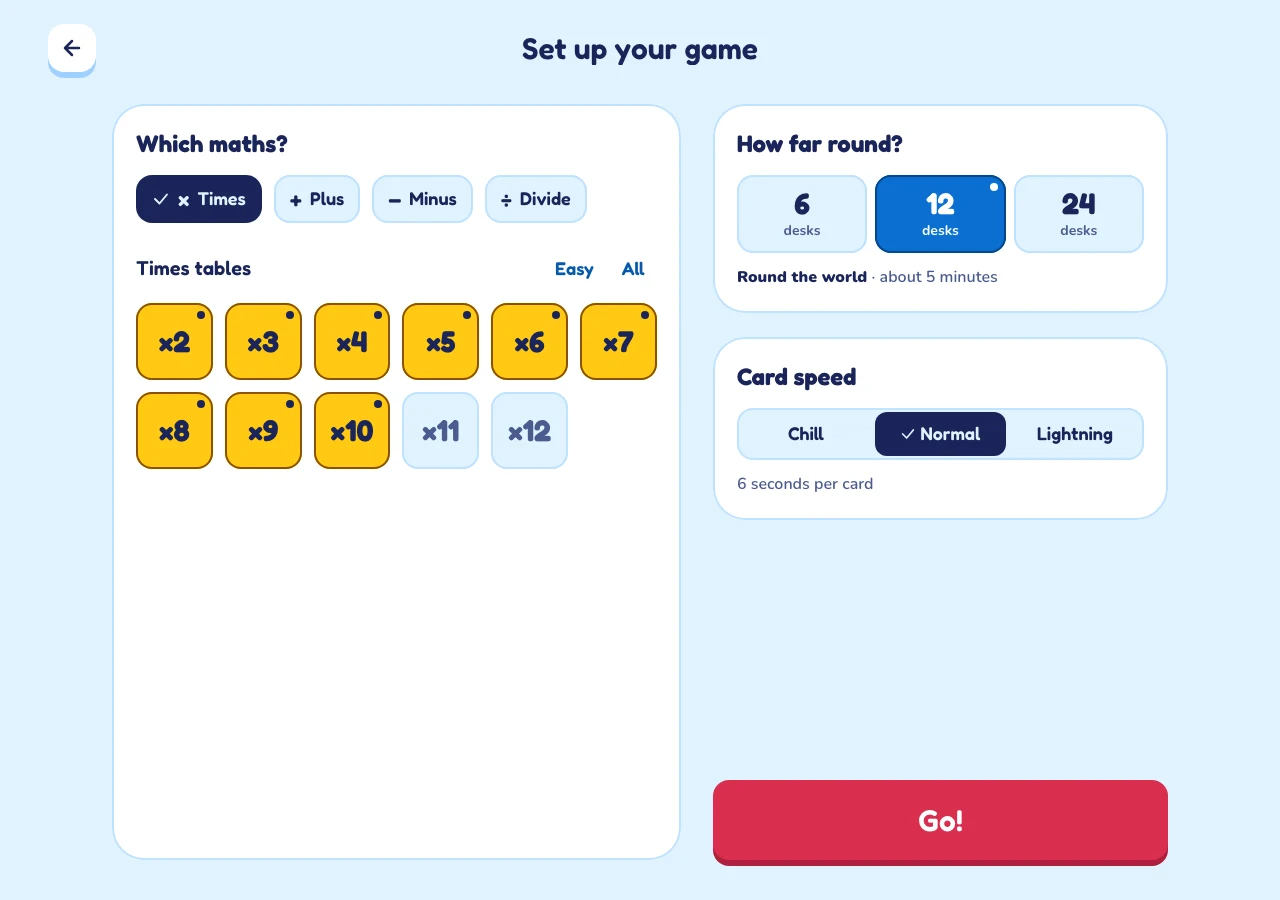 Set up your game
Which maths?
× Times + Plus − Minus ÷ Divide
Times tables Easy All
×2 ×3 ×4 ×5 ×6 ×7
×8 ×9 ×10 ×11 ×12
How far round?
6 desks
12 desks
24 desks
Round the world · about 5 minutes
Card speed
Chill Normal Lightning
6 seconds per card
Go!